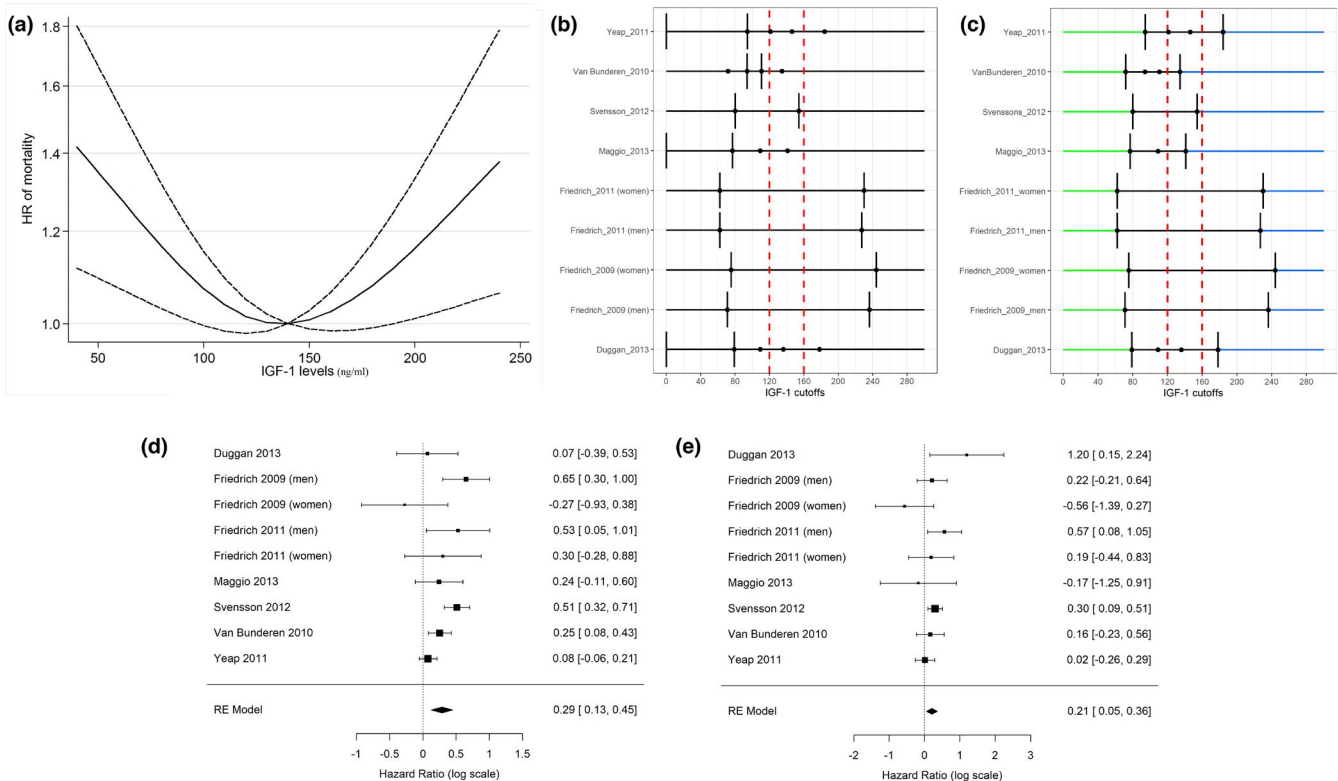 (a)
HR of mortality
1.8
1.6
1.4
1.2
1.0
50 100 150 200 250
IGF-1 levels (ng/ml)
(b)
Yeap_2011
Van Bunderen_2010
Svensson_2012
Maggio_2013
Friedrich_2011 (women)
Friedrich_2011 (men)
Friedrich_2009 (women)
Friedrich_2009 (men)
Duggan_2013
0 40 80 120 160 200 240 280
IGF-1 cutoffs
(c)
Yeap_2011
VanBunderen_2010
Svenssons_2012
Maggio_2013
Friedrich_2011_women
Friedrich_2011_men
Friedrich_2009_women
Friedrich_2009_men
Duggan_2013
0 40 80 120 160 200 240 280
IGF-1 cutoffs
(d)
Duggan 2013 0.07 [-0.39, 0.53]
Friedrich 2009 (men) 0.65 [ 0.30, 1.00]
Friedrich 2009 (women) -0.27 [-0.93, 0.38]
Friedrich 2011 (men) 0.53 [ 0.05, 1.01]
Friedrich 2011 (women) 0.30 [-0.28, 0.88]
Maggio 2013 0.24 [-0.11, 0.60]
Svensson 2012 0.51 [ 0.32, 0.71]
Van Bunderen 2010 0.25 [ 0.08, 0.43]
Yeap 2011 0.08 [-0.06, 0.21]
RE Model 0.29 [ 0.13, 0.45]
-1 -0.5 0 0.5 1 1.5
Hazard Ratio (log scale)
(e)
Duggan 2013 1.20 [ 0.15, 2.24]
Friedrich 2009 (men) 0.22 [-0.21, 0.64]
Friedrich 2009 (women) -0.56 [-1.39, 0.27]
Friedrich 2011 (men) 0.57 [ 0.08, 1.05]
Friedrich 2011 (women) 0.19 [-0.44, 0.83]
Maggio 2013 -0.17 [-1.25, 0.91]
Svensson 2012 0.30 [ 0.09, 0.51]
Van Bunderen 2010 0.16 [-0.23, 0.56]
Yeap 2011 0.02 [-0.26, 0.29]
RE Model 0.21 [ 0.05, 0.36]
-2 -1 0 1 2 3
Hazard Ratio (log scale)